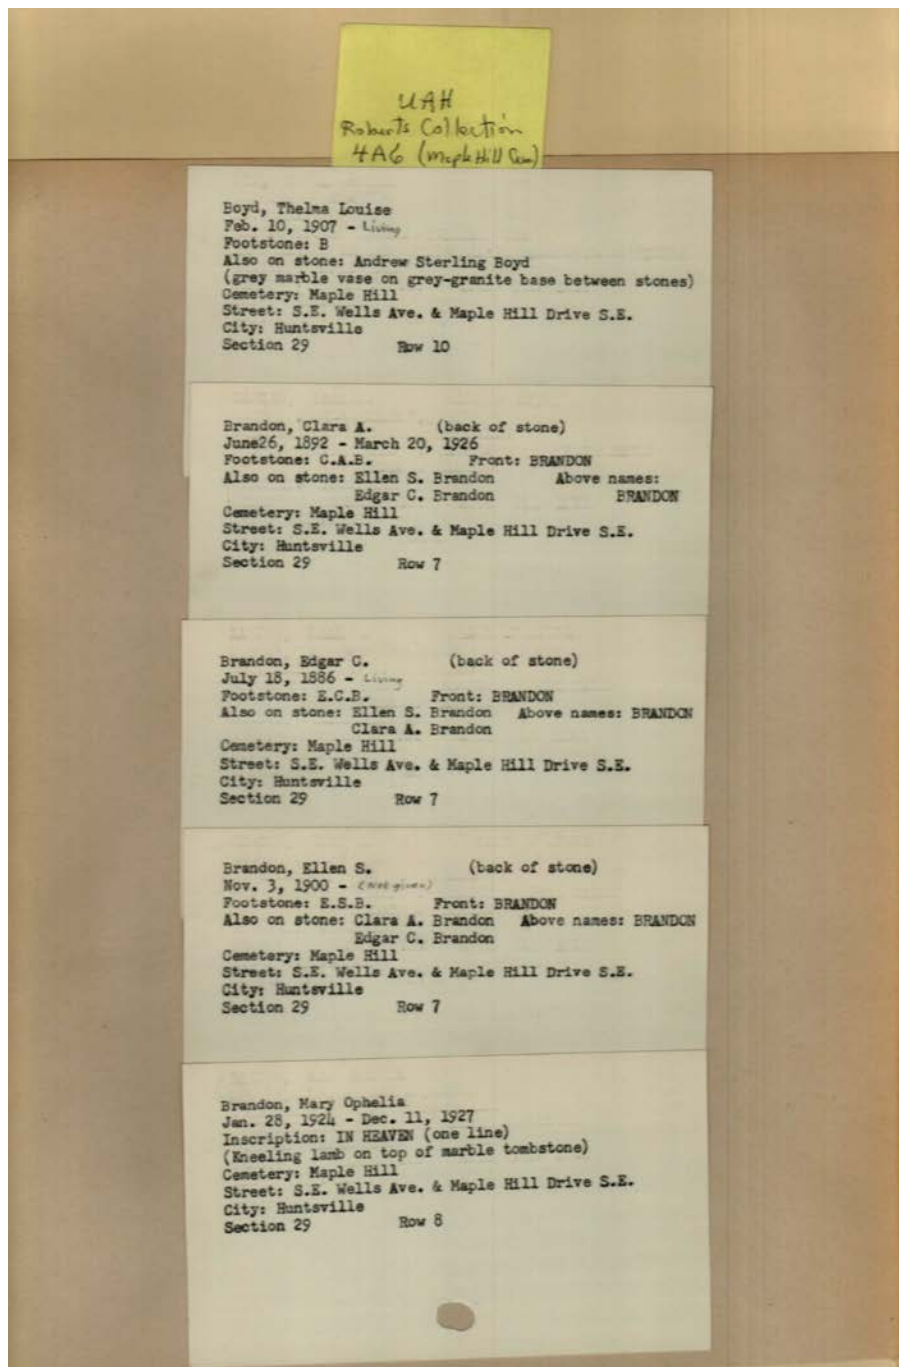 UAH
Roberts Collection
4A6 (Maple Hill Cem)
Boyd, Thelma Louise
Feb. 10, 1907 - Living
Footstone: B
Also on stone: Andrew Sterling Boyd
(grey marble vase on grey-granite base between stones)
Cemetery: Maple Hill
Street: S.E. Wells Ave. & Maple Hill Drive S.E.
City: Huntsville
Section 29 Row 10
Brandon, Clara A. (back of stone)
June26, 1892 - March 20, 1926
Footstone: C.A.B. Front: BRANDON
Also on stone: Ellen S. Brandon Above names:
Edgar C. Brandon BRANDON
Cemetery: Maple Hill
Street: S.E. Wells Ave. & Maple Hill Drive S.E.
City: Huntsville
Section 29 Row 7
Brandon, Edgar C. (back of stone)
July 18, 1886 - Living
Footstone: E.C.B. Front: BRANDON
Also on stone: Ellen S. Brandon Above names: BRANDON
Clara A. Brandon
Cemetery: Maple Hill
Street: S.E. Wells Ave. & Maple Hill Drive S.E.
City: Huntsville
Section 29 Row 7
Brandon, Ellen S. (back of stone)
Nov. 3, 1900 - (Not given)
Footstone: E.S.B. Front: BRANDON
Also on stone: Clara A. Brandon Above names: BRANDON
Edgar C. Brandon
Cemetery: Maple Hill
Street: S.E. Wells Ave. & Maple Hill Drive S.E.
City: Huntsville
Section 29 Row 7
Brandon, Mary Ophelia
Jan. 28, 1924 - Dec. 11, 1927
Inscription: IN HEAVEN (one line)
(Kneeling lamb on top of marble tombstone)
Cemetery: Maple Hill
Street: S.E. Wells Ave. & Maple Hill Drive S.E.
City: Huntsville
Section 29 Row 8